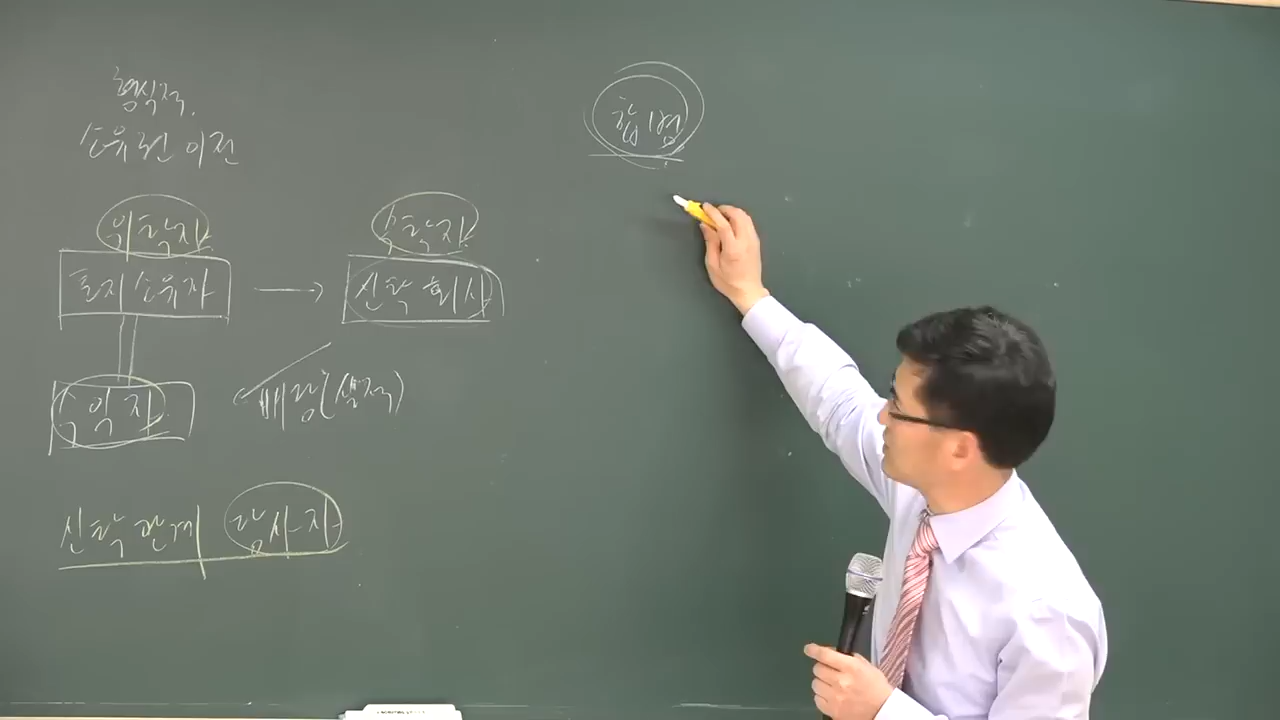 형식적.
소유권 이전
위탁자
토지 소유자
수탁자
신탁 회사
수익자
배당(실적)
신탁 관계 당사자
합병